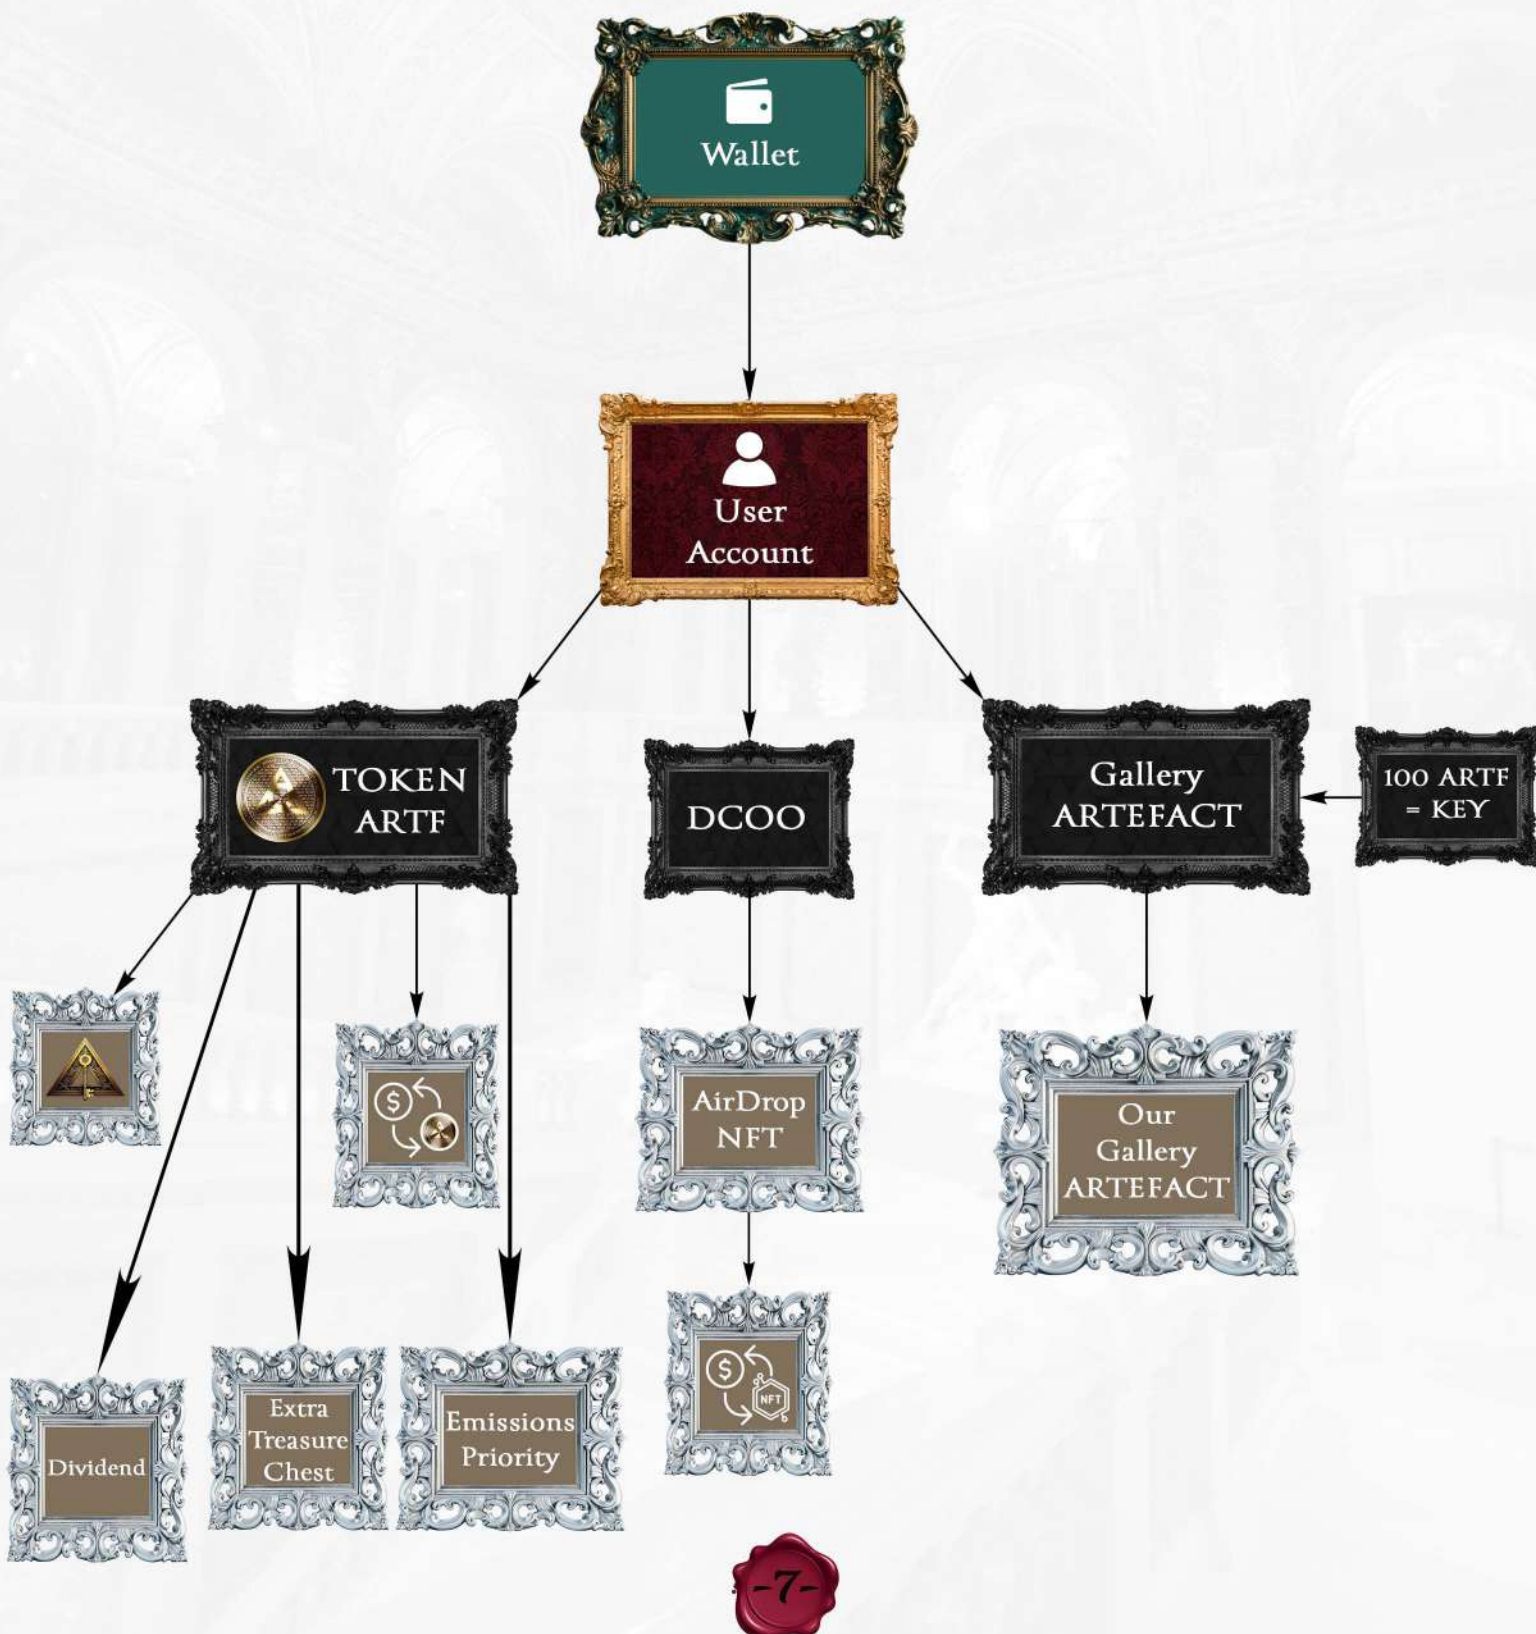 Wallet
User
Account
TOKEN
ARTF
DCOO
Gallery
ARTEFACT
100 ARTF
= KEY
$
AirDrop
NFT
Our
Gallery
ARTEFACT
$
NFT
Dividend
Extra
Treasure
Chest
Emissions
Priority
-7-